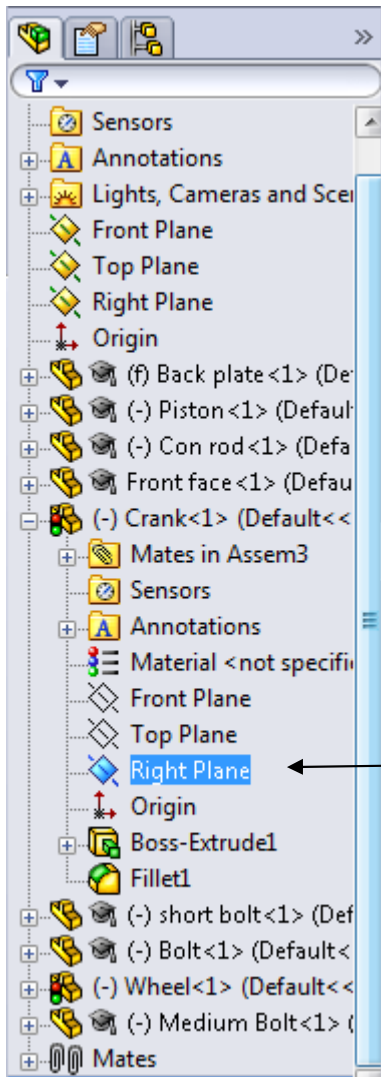 Sensors
A Annotations
Lights, Cameras and Scer
Front Plane
Top Plane
Right Plane
Origin
(f) Back plate<1> (De
(-) Piston<1> (Defaul
(-) Con rod<1> (Defa
Front face<1> (Defau
(-) Crank<1> (Default<<
Mates in Assem3
Sensors
A Annotations
Material <not specifi
Front Plane
Top Plane
Right Plane
Origin
Boss-Extrude1
Fillet1
(-) short bolt<1> (Def
(-) Bolt<1> (Default<
(-) Wheel<1> (Default<<
(-) Medium Bolt<1> (
Mates